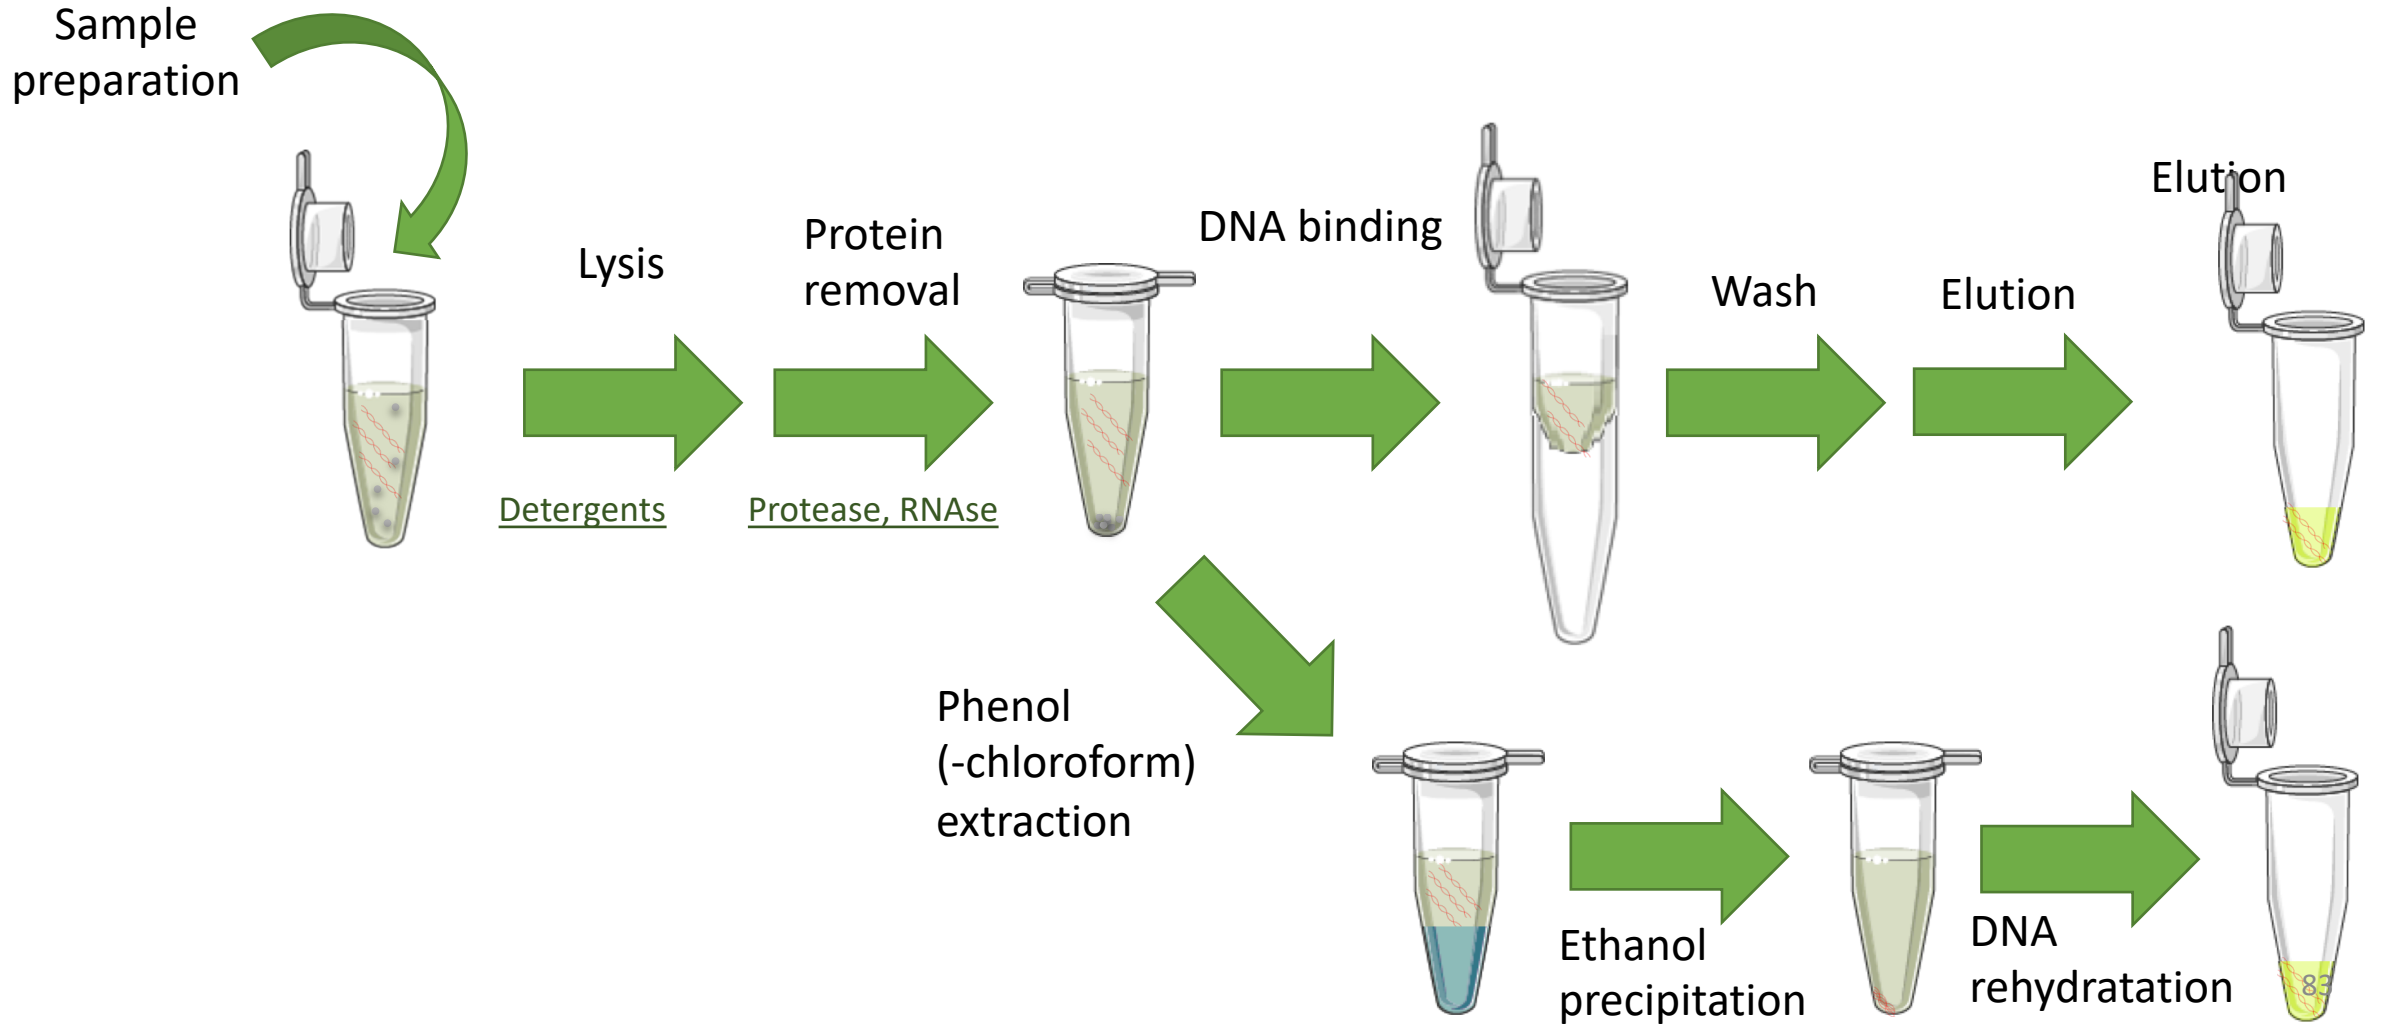 Sample
preparation
Lysis
Detergents
Protein
removal
Protease, RNAse
DNA binding
Wash
Elution
Elution
Phenol
(-chloroform)
extraction
Ethanol
precipitation
DNA
rehydratation
83